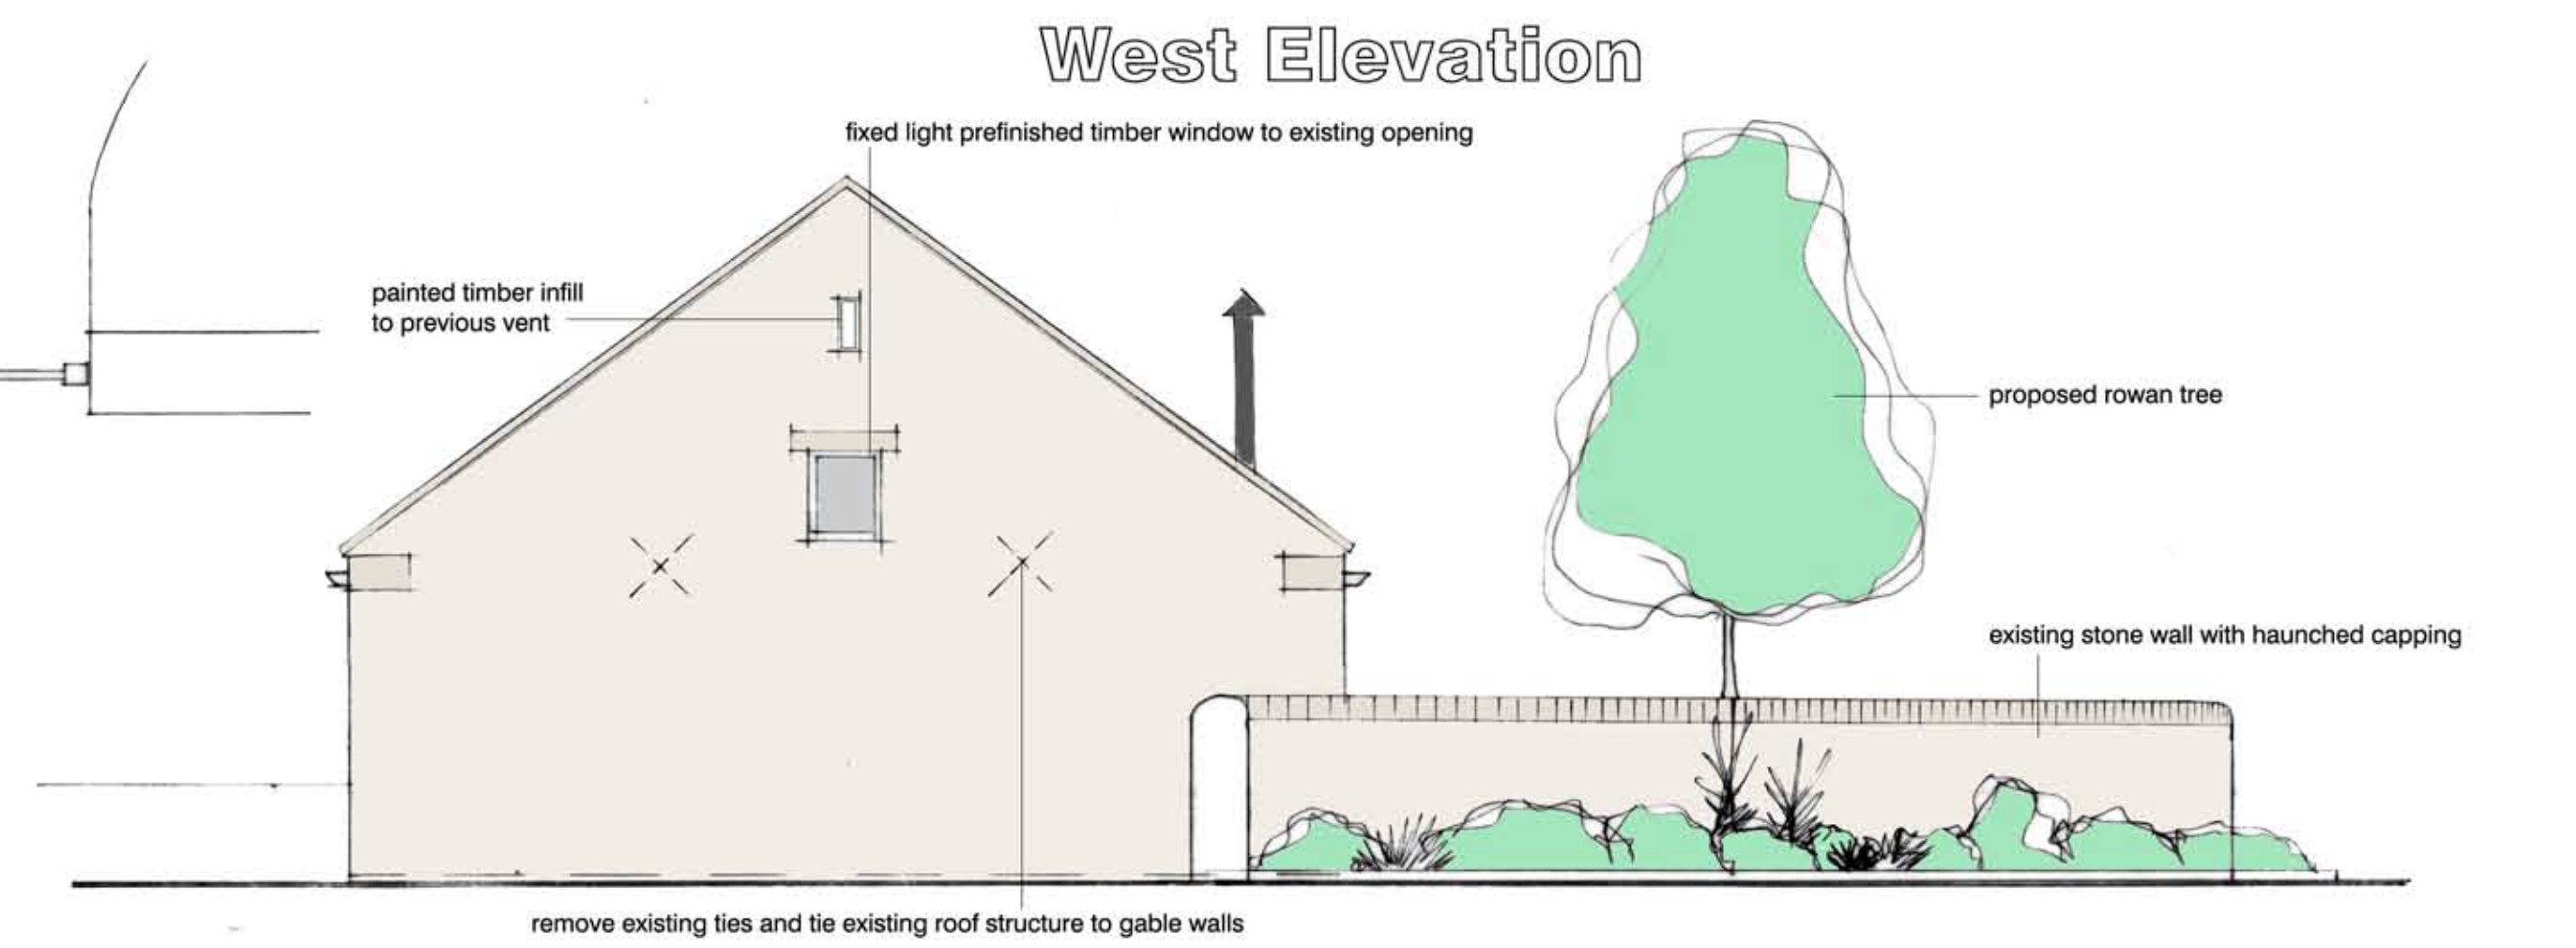 West Elevation
fixed light prefinished timber window to existing opening
painted timber infill
to previous vent
proposed rowan tree
existing stone wall with haunched capping
remove existing ties and tie existing roof structure to gable walls